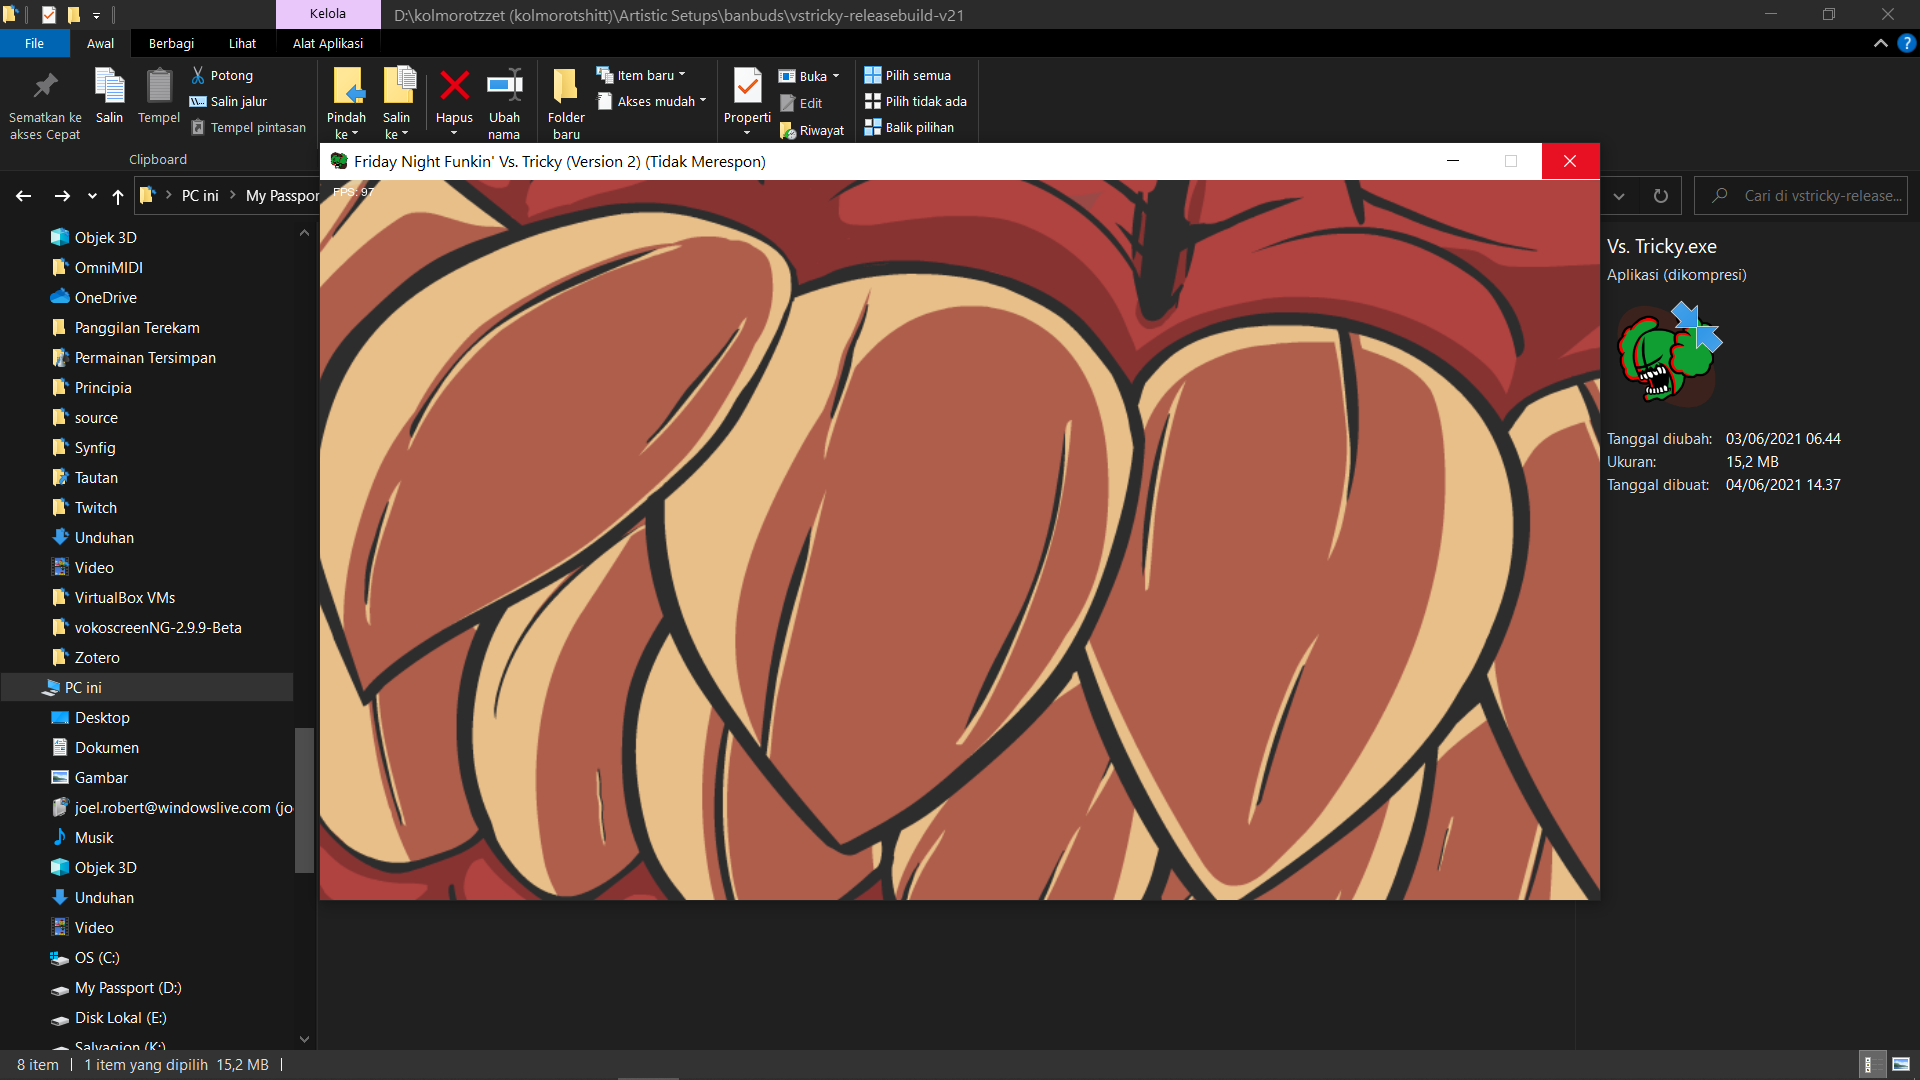 Kelola
D:\kolmorotzzet (kolmorotshitt)\Artistic Setups\banbuds\vstricky-releasebuild-v21
File
Awal
Berbagi
Lihat
Alat Aplikasi
Sematkan ke akses Cepat
Salin
Tempel
Potong
Salin jalur
Tempel pintasan
Clipboard
Pindah ke
Salin ke
Hapus
Ubah nama
Folder baru
Item baru
Akses mudah
Properti
Buka
Edit
Riwayat
Pilih semua
Pilih tidak ada
Balik pilihan
Friday Night Funkin' Vs. Tricky (Version 2) (Tidak Merespon)
FPS: 97
PC ini
My Passpor
Cari di vstricky-release...
Objek 3D
OmniMIDI
OneDrive
Panggilan Terekam
Permainan Tersimpan
Principia
source
Synfig
Tautan
Twitch
Unduhan
Video
VirtualBox VMs
vokoscreenNG-2.9.9-Beta
Zotero
PC ini
Desktop
Dokumen
Gambar
joel.robert@windowslive.com (jo
Musik
Objek 3D
Unduhan
Video
OS (C:)
My Passport (D:)
Disk Lokal (E:)
Salvagion (K:)
Vs. Tricky.exe
Aplikasi (dikompresi)
Tanggal diubah: 03/06/2021 06.44
Ukuran: 15,2 MB
Tanggal dibuat: 04/06/2021 14.37
8 item
1 item yang dipilih 15,2 MB